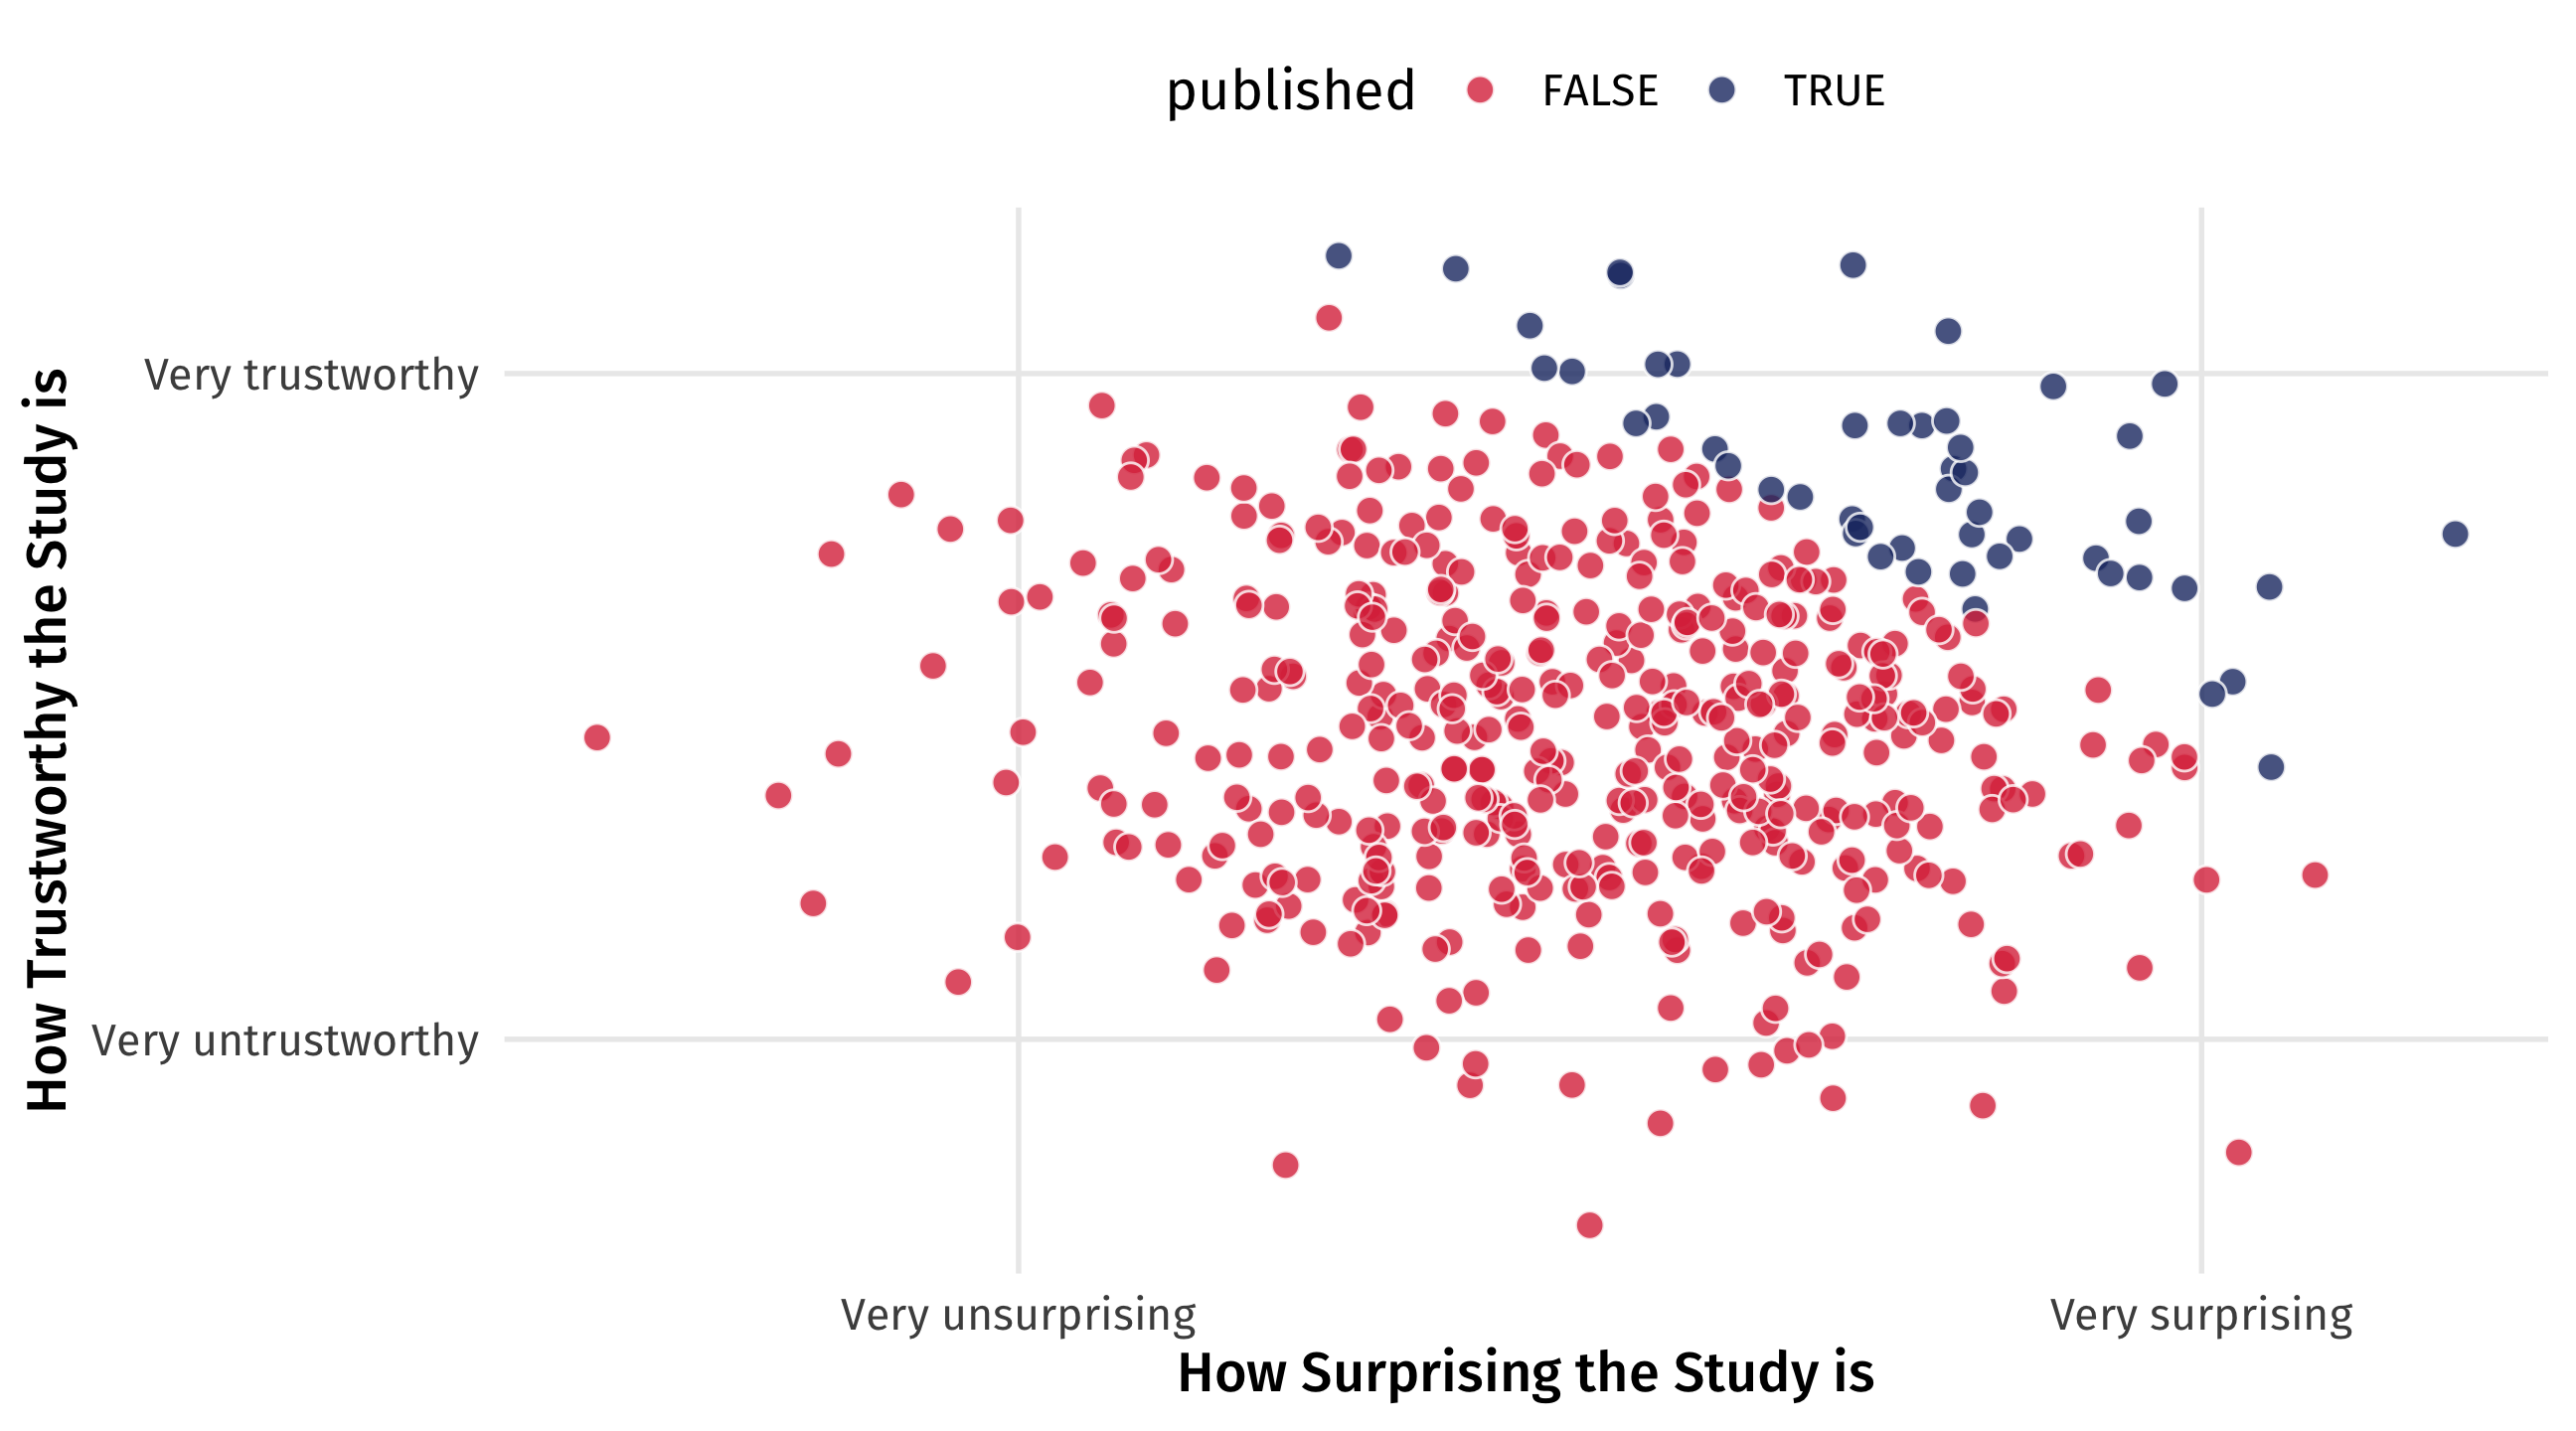 published FALSE TRUE
How Trustworthy the Study is
Very trustworthy
Very untrustworthy
Very unsurprising
Very surprising
How Surprising the Study is